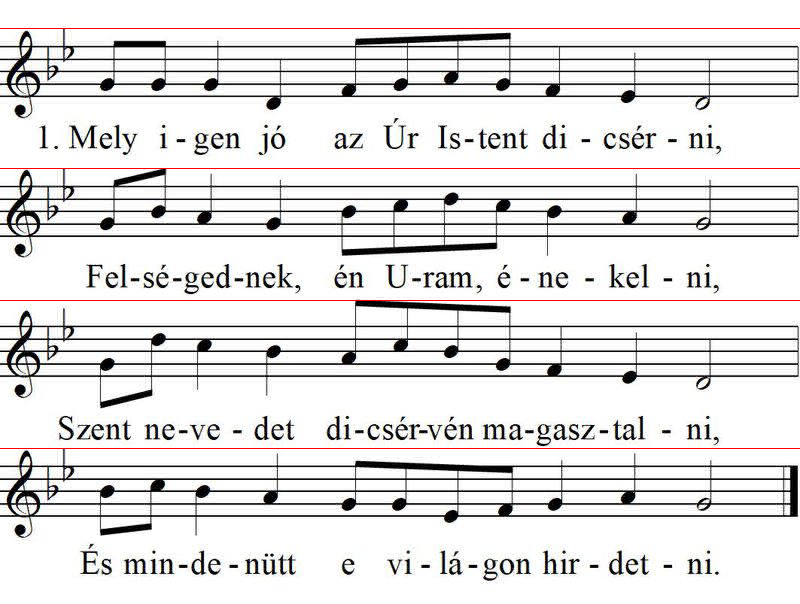 1. Mely i - gen jó az Úr Is - tent di - csér - ni,
Fel - sé - ged - nek, én U - ram, é - ne - kel - ni,
Szent ne - ve - det di - csér - vén ma - gasz - tal - ni,
És min - de - nütt e vi - lá - gon hir - det - ni.